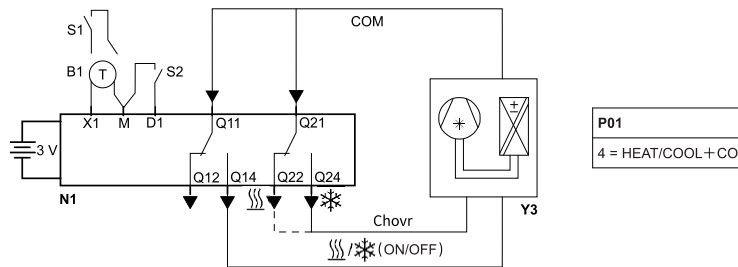 COM
S1
B1
T
S2
X1
M
D1
Q11
Q21
3 V
Q12
Q14
Q22
Q24
N1
Y3
Chovr
/ (ON/OFF)
P01
4 = HEAT/COOL+CO